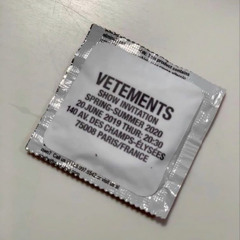 VETEMENTS
SHOW INVITATION
SPRING-SUMMER 2020
20 JUNE 2019 THUR: 20:30
140 AV. DES CHAMPS-ELYSÉES
75008 PARIS/FRANCE